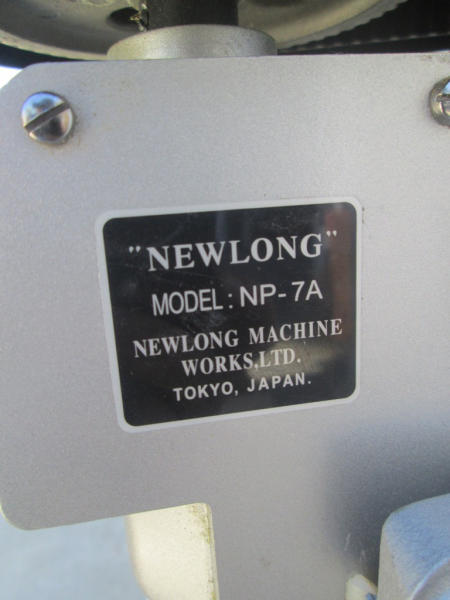 "NEWLONG"
MODEL: NP-7A
NEWLONG MACHINE
WORKS,LTD.
TOKYO, JAPAN.